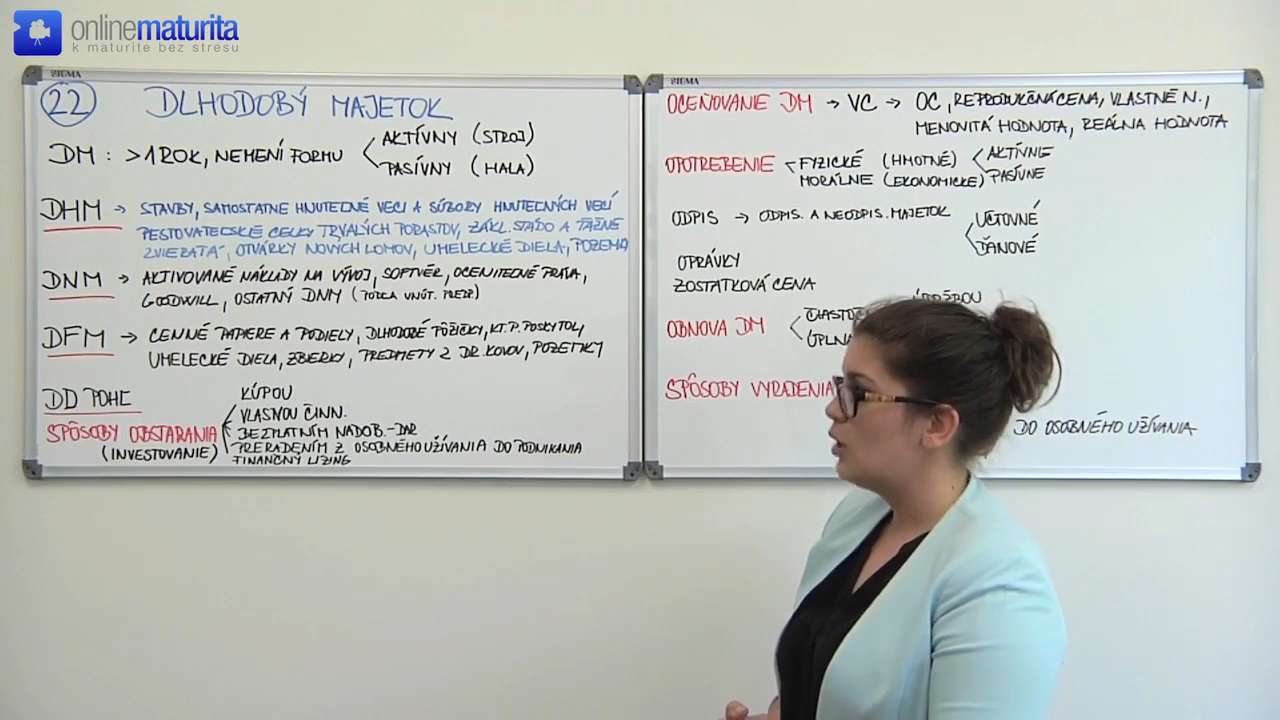 onlinematurita
k maturite bez stresu
SIGMA
22 DLHODOBÝ MAJETOK
DM : > 1 ROK, NEMENÍ FORMU
AKTÍVNY (STROJ)
PASÍVNY (HALA)
DHM → STAVBY, SAMOSTATNE HNUTEĽNÉ VECI A SÚBORY HNUTEĽNÝCH VECÍ
PESTOVATEĽSKÉ CELKY TRVALÝCH PORASTOV, ZÁKL. STÁDO A ŤAŽNÉ
ZVIERATÁ, OTVÁRKY NOVÝCH LOMOV, UMELECKÉ DIELA, POZEMK
DNM → AKTIVOVANÉ NÁKLADY NA VÝVOJ, SOFTVÉR, OCENITEĽNÉ PRÁVA,
GOODWILL, OSTATNÝ DNM (
DFM → CENNÉ PAPIERE A PODIELY, DLHODOBÉ PÔŽIČKY, KT. P. POSKYTOL,
UMELECKÉ DIELA, ZBIERKY, PREDMETY Z DR. KOVOV, POZEMKY
DD POHĽ
SPÔSOBY OBSTARANIA
(INVESTOVANIE)
KÚPOU
VLASTNOU ČINN.
BEZPLATNÍM NADOB. - DAR
PRERADENÍM Z OSOBNÉHO UŽÍVANIA DO PODNIKANIA
FINANČNÝ LÍZING
SIGMA
OCEŇOVANIE DM → VC → OC, REPRODUKČNÁ CENA, VLASTNÉ N.,
MENOVITÁ HODNOTA, REÁLNA HODNOTA
OPOTREBENIE
FYZICKÉ (HMOTNÉ)
MORÁLNE (EKONOMICKÉ)
AKTÍVNE
PASÍVNE
ODPIS → ODPIS. A NEODPIS. MAJETOK
ÚČTOVNÉ
DAŇOVÉ
OPRÁVKY
ZOSTATKOVÁ CENA
OBNOVA DM
SPÔSOBY VYRADENIA
DO OSOBNÉHO UŽÍVANIA